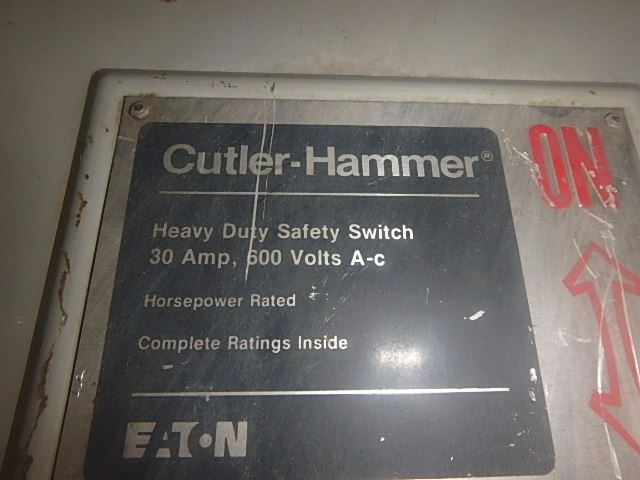 Cutler-Hammer®
ON
Heavy Duty Safety Switch
30 Amp, 600 Volts A-c
Horsepower Rated
Complete Ratings Inside
EATON